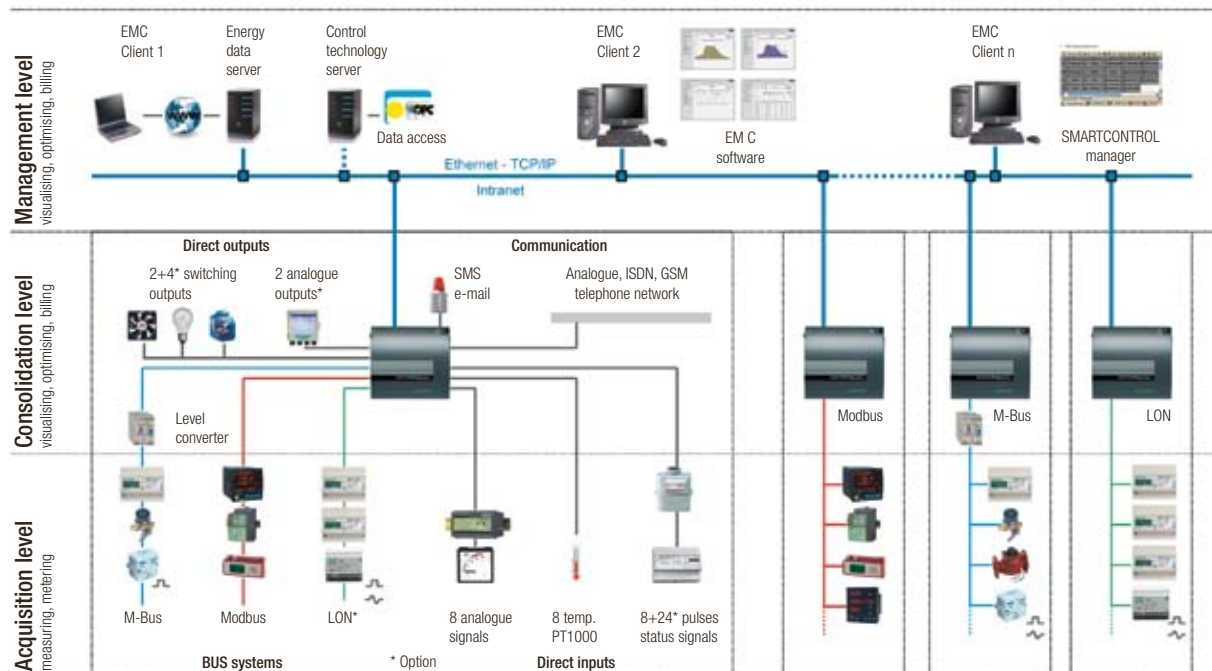 Management level
visualising, optimising, billing
EMC
Client 1
Energy
data
server
Control
technology
server
EMC
Client 2
EMC
Client n
WWW
OPC
Data access
EM C
software
SMARTCONTROL
manager
Ethernet - TCP/IP
Intranet
Consolidation level
visualising, optimising, billing
Direct outputs
Communication
2+4* switching
outputs
2 analogue
outputs*
SMS
e-mail
Analogue, ISDN, GSM
telephone network
Level
converter
Modbus
M-Bus
LON
Acquisition level
measuring, metering
M-Bus
Modbus
LON*
8 analogue
signals
8 temp.
PT1000
8+24* pulses
status signals
BUS systems
* Option
Direct inputs